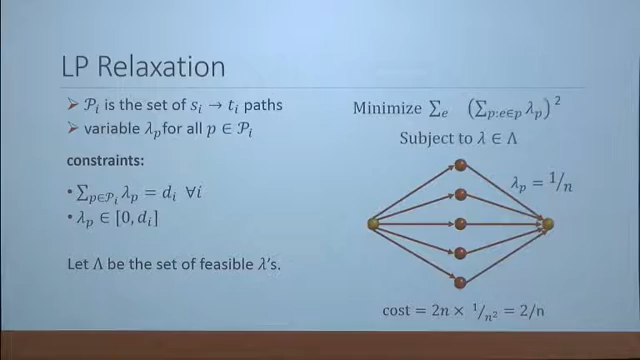 LP Relaxation
➢ 𝒫ᵢ is the set of sᵢ → tᵢ paths
➢ variable λₚ for all p ∈ 𝒫ᵢ
constraints:
• ∑_{p∈𝒫ᵢ} λₚ = dᵢ ∀i
• λₚ ∈ [0, dᵢ]
Let Λ be the set of feasible λ's.
Minimize ∑ₑ (∑_{p:e∈p} λₚ)²
Subject to λ ∈ Λ
λₚ = 1/n
cost = 2n × 1/n² = 2/n